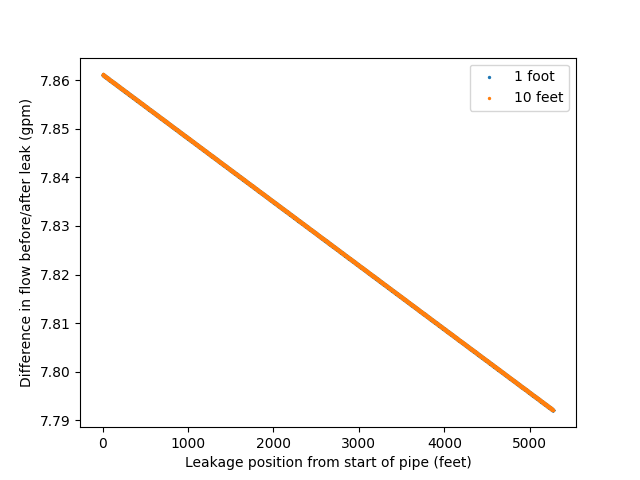 1 foot
10 feet
7.86
7.85
7.84
7.83
7.82
7.81
7.80
7.79
Difference in flow before/after leak (gpm)
0 1000 2000 3000 4000 5000
Leakage position from start of pipe (feet)